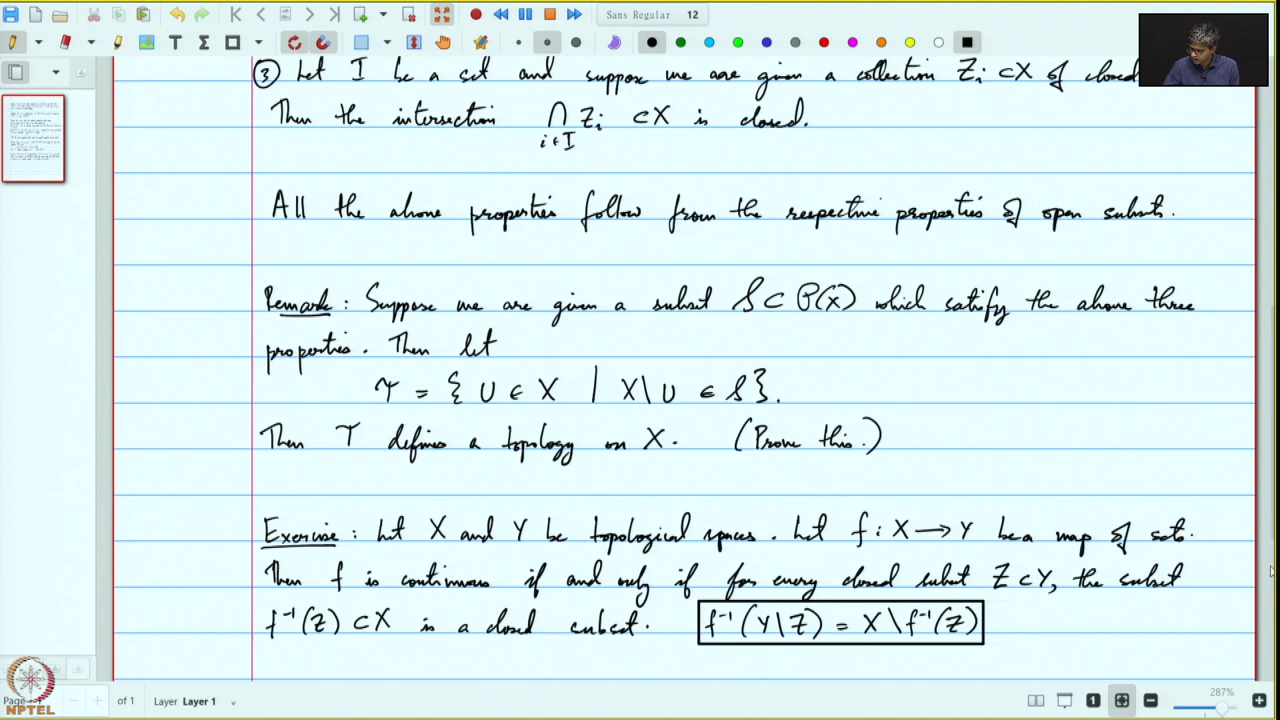 Sans Regular 12
③ Let I be a set and suppose we are given a collection Zᵢ ⊂ X of closed
Then the intersection ⋂ Zᵢ ⊂ X is closed.
i ∈ I
All the above properties follow from the respective properties of open subsets.
Remark : Suppose we are given a subset S ⊂ P(X) which satisfy the above three
properties. Then let
τ = { U ∈ X | X\U ∈ S }.
Then τ defines a topology on X. (Prove this.)
Exercise : Let X and Y be topological spaces. Let f : X → Y be a map of sets.
Then f is continuous if and only if for every closed subset Z ⊂ Y, the subset
f⁻¹(Z) ⊂ X is a closed subset. f⁻¹(Y\Z) = X\f⁻¹(Z)
NPTEL
of 1 Layer Layer 1 287%